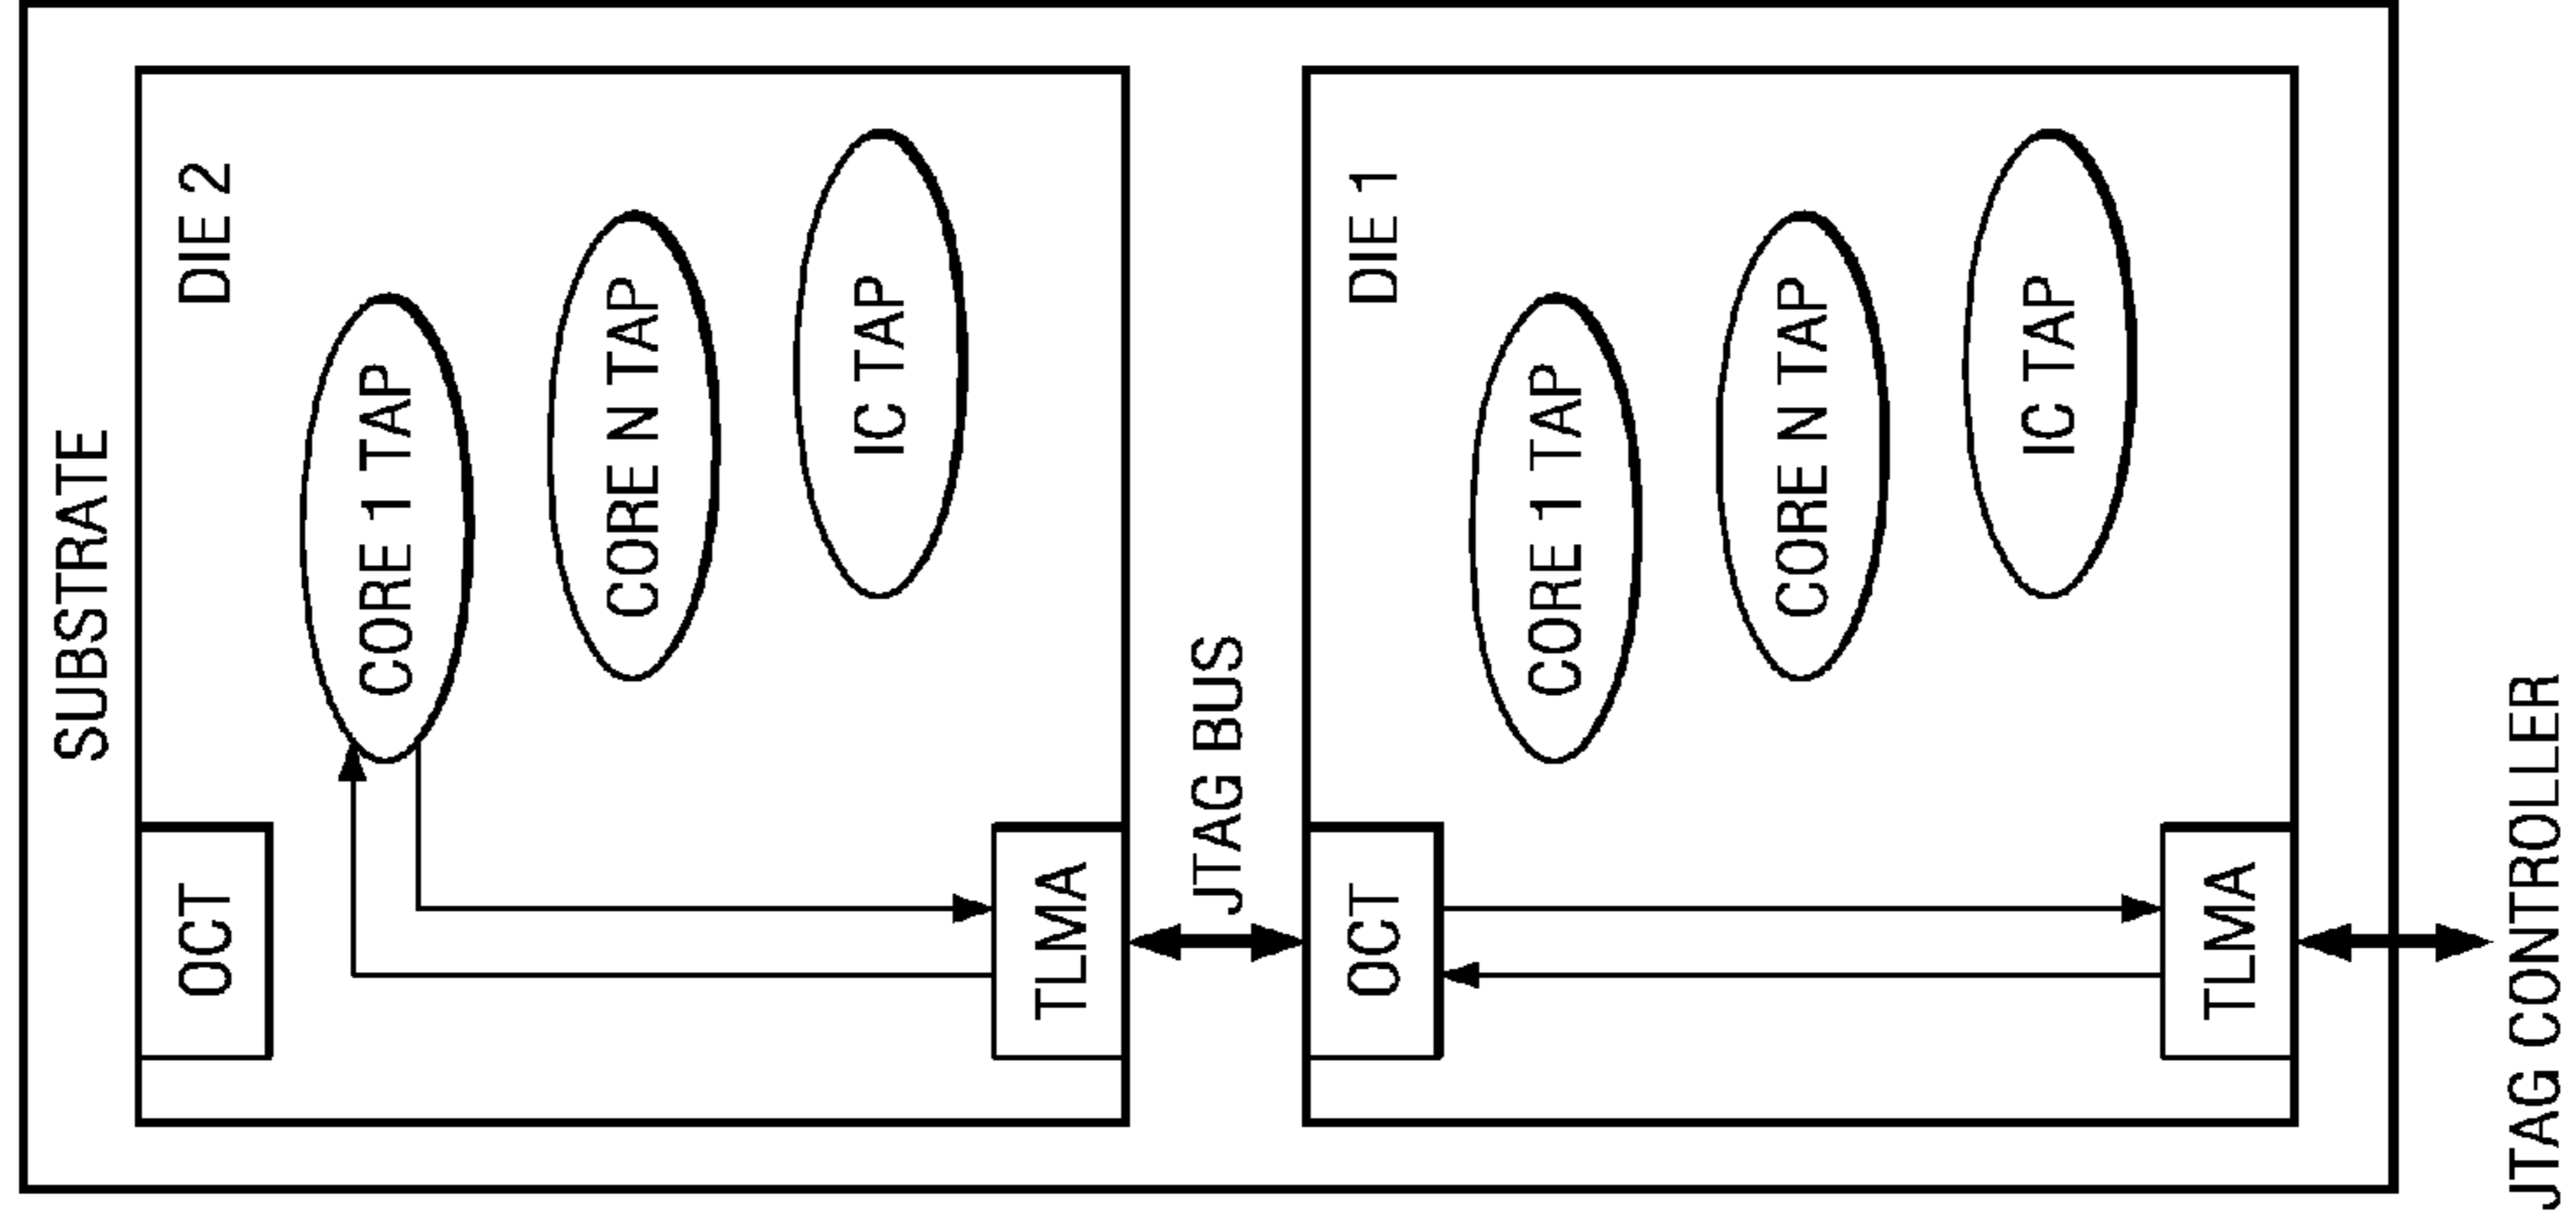 SUBSTRATE
DIE 2
OCT
CORE 1 TAP
CORE N TAP
IC TAP
TLMA
JTAG BUS
DIE 1
OCT
CORE 1 TAP
CORE N TAP
IC TAP
TLMA
JTAG CONTROLLER